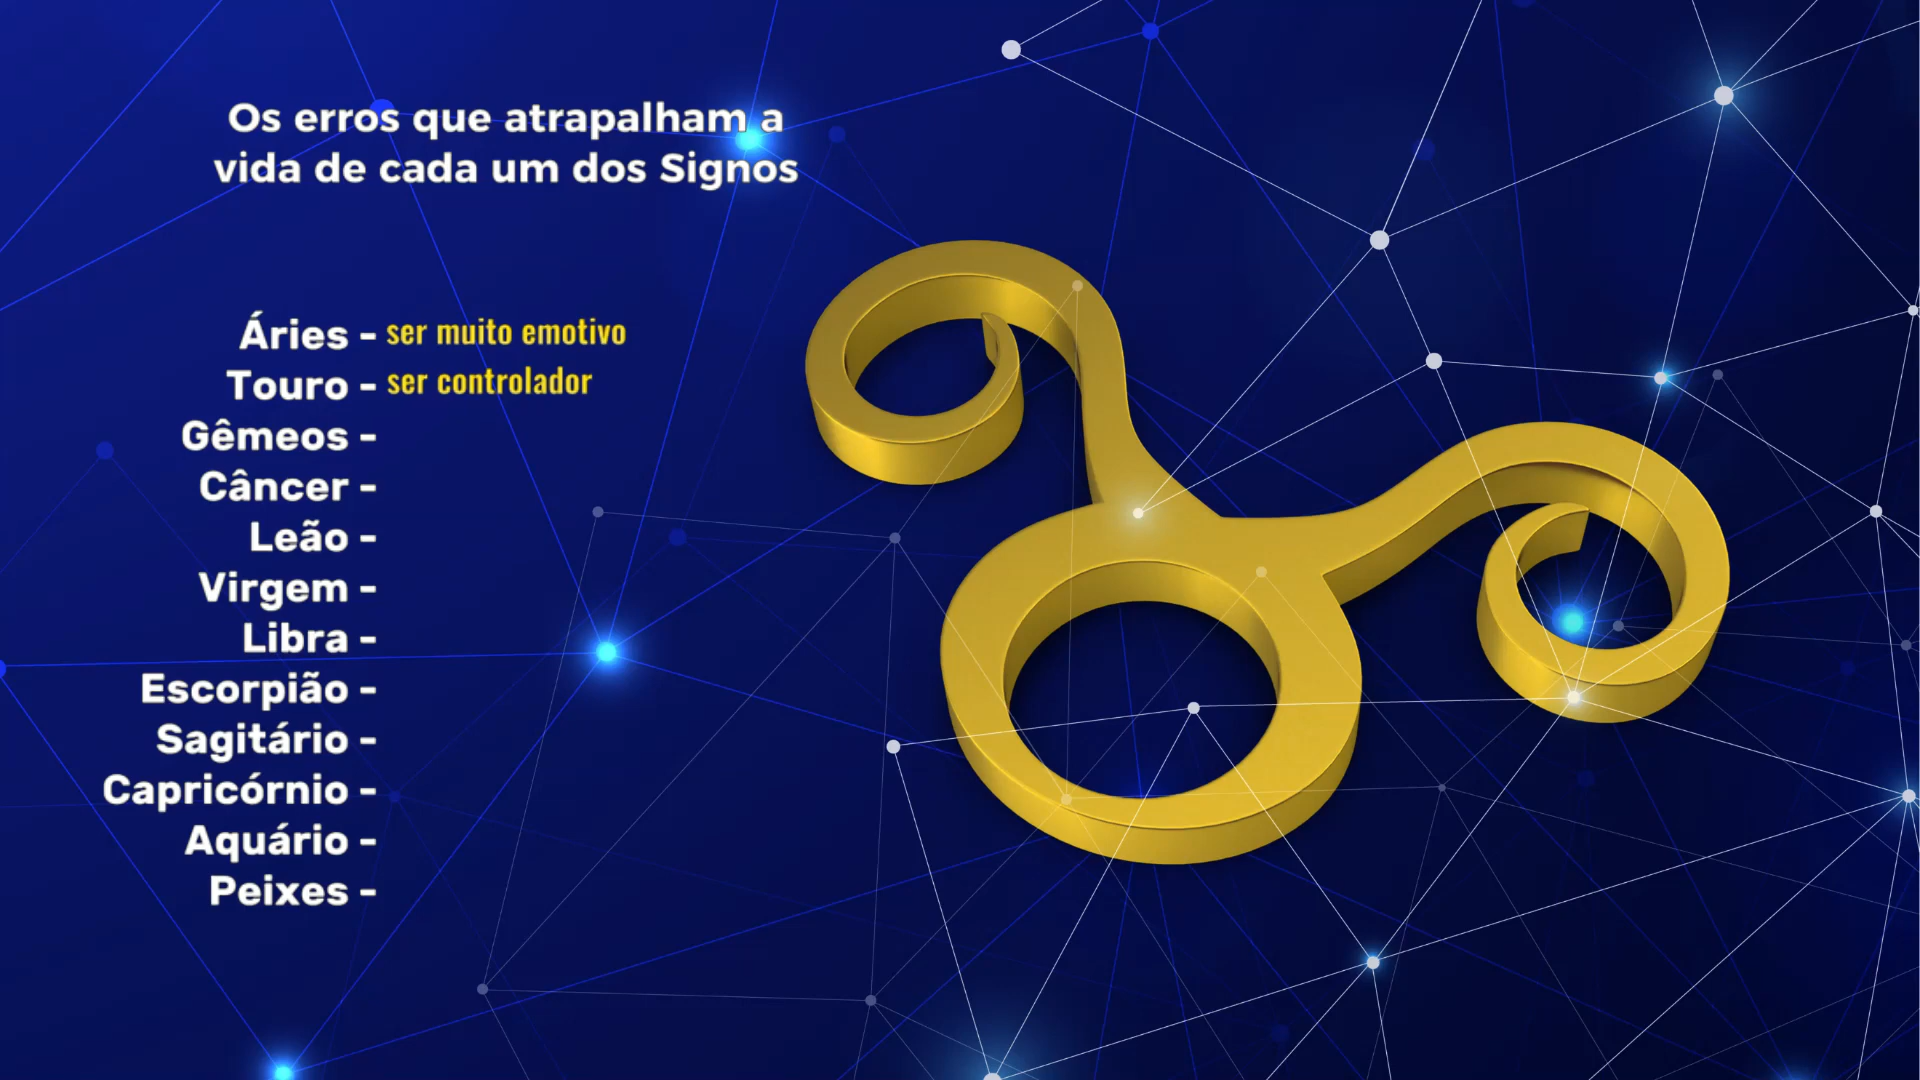 Os erros que atrapalham a
vida de cada um dos Signos
Áries - ser muito emotivo
Touro - ser controlador
Gêmeos -
Câncer -
Leão -
Virgem -
Libra -
Escorpião -
Sagitário -
Capricórnio -
Aquário -
Peixes -